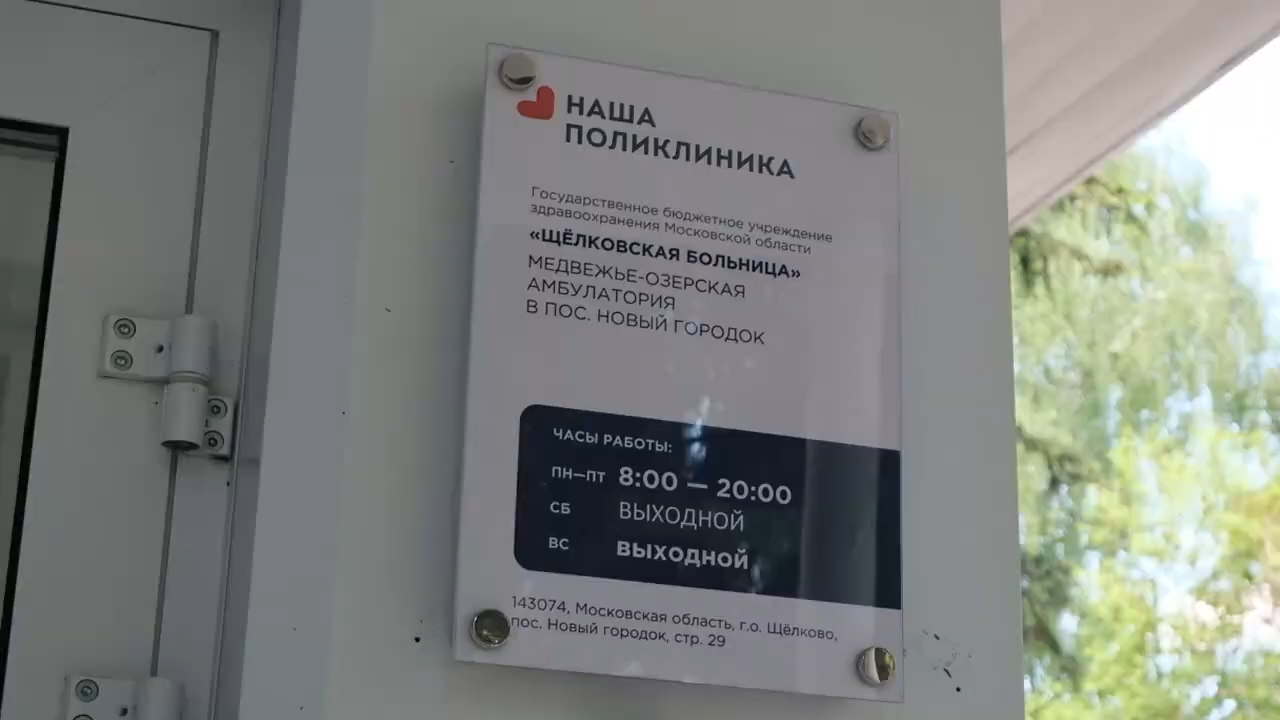 НАША
ПОЛИКЛИНИКА
Государственное бюджетное учреждение
здравоохранения Московской области
«ЩЁЛКОВСКАЯ БОЛЬНИЦА»
МЕДВЕЖЬЕ-ОЗЕРСКАЯ
АМБУЛАТОРИЯ
В ПОС. НОВЫЙ ГОРОДОК
ЧАСЫ РАБОТЫ:
ПН–ПТ 8:00 — 20:00
СБ ВЫХОДНОЙ
ВС ВЫХОДНОЙ
143074, Московская область, г.о. Щёлково,
пос. Новый городок, стр. 29